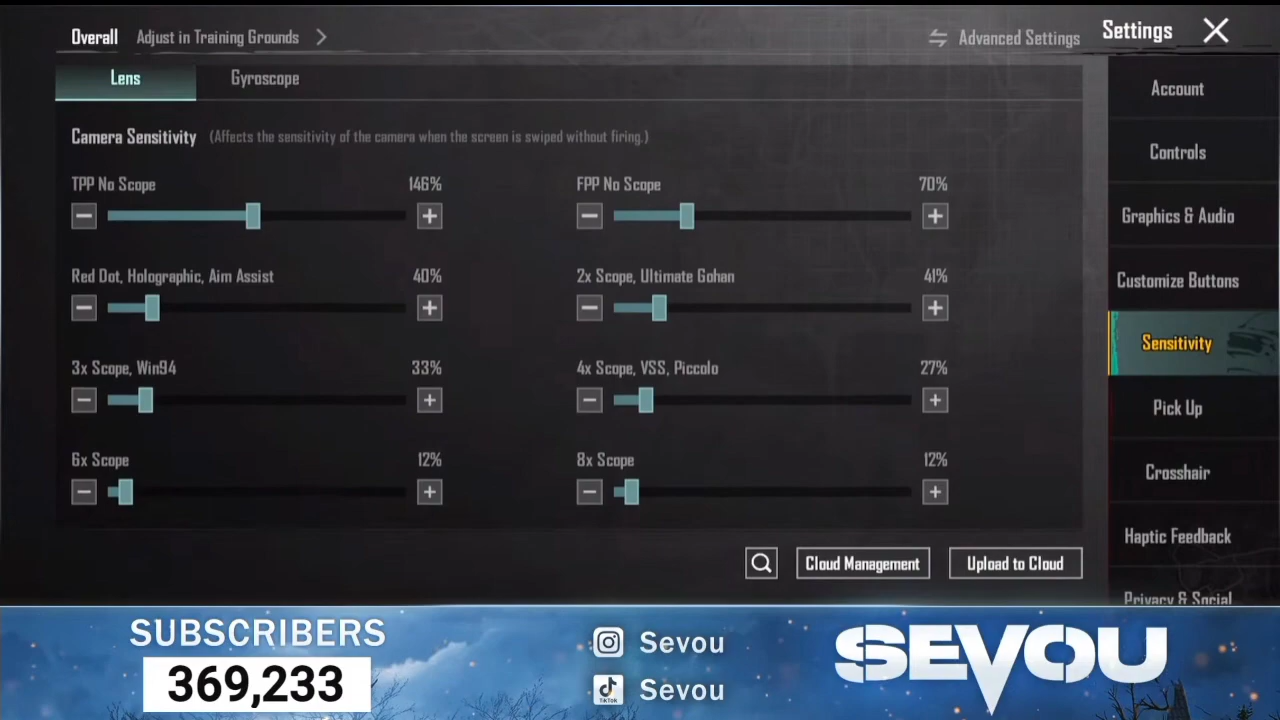 Overall Adjust in Training Grounds
Advanced Settings
Settings
Lens Gyroscope
Camera Sensitivity (Affects the sensitivity of the camera when the screen is swiped without firing.)
TPP No Scope 146%
FPP No Scope 70%
Red Dot, Holographic, Aim Assist 40%
2x Scope, Ultimate Gohan 41%
3x Scope, Win94 33%
4x Scope, VSS, Piccolo 27%
6x Scope 12%
8x Scope 12%
Cloud Management
Upload to Cloud
Account
Controls
Graphics & Audio
Customize Buttons
Sensitivity
Pick Up
Crosshair
Haptic Feedback
Privacy & Social
SUBSCRIBERS
369,233
Sevou
TikTok
Sevou
SEVOU